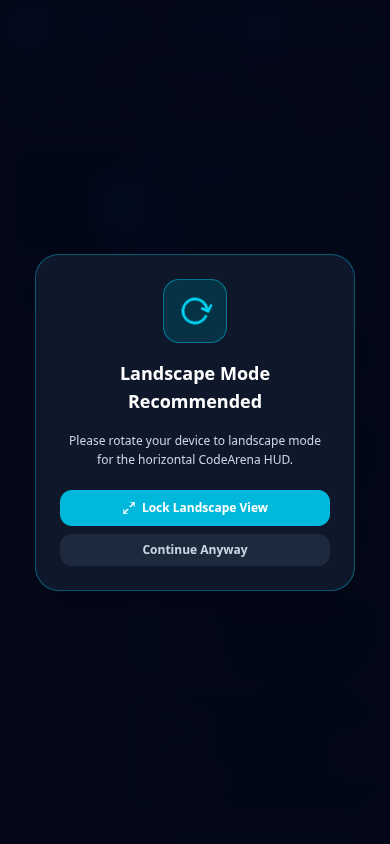 Landscape Mode
Recommended
Please rotate your device to landscape mode
for the horizontal CodeArena HUD.
Lock Landscape View
Continue Anyway